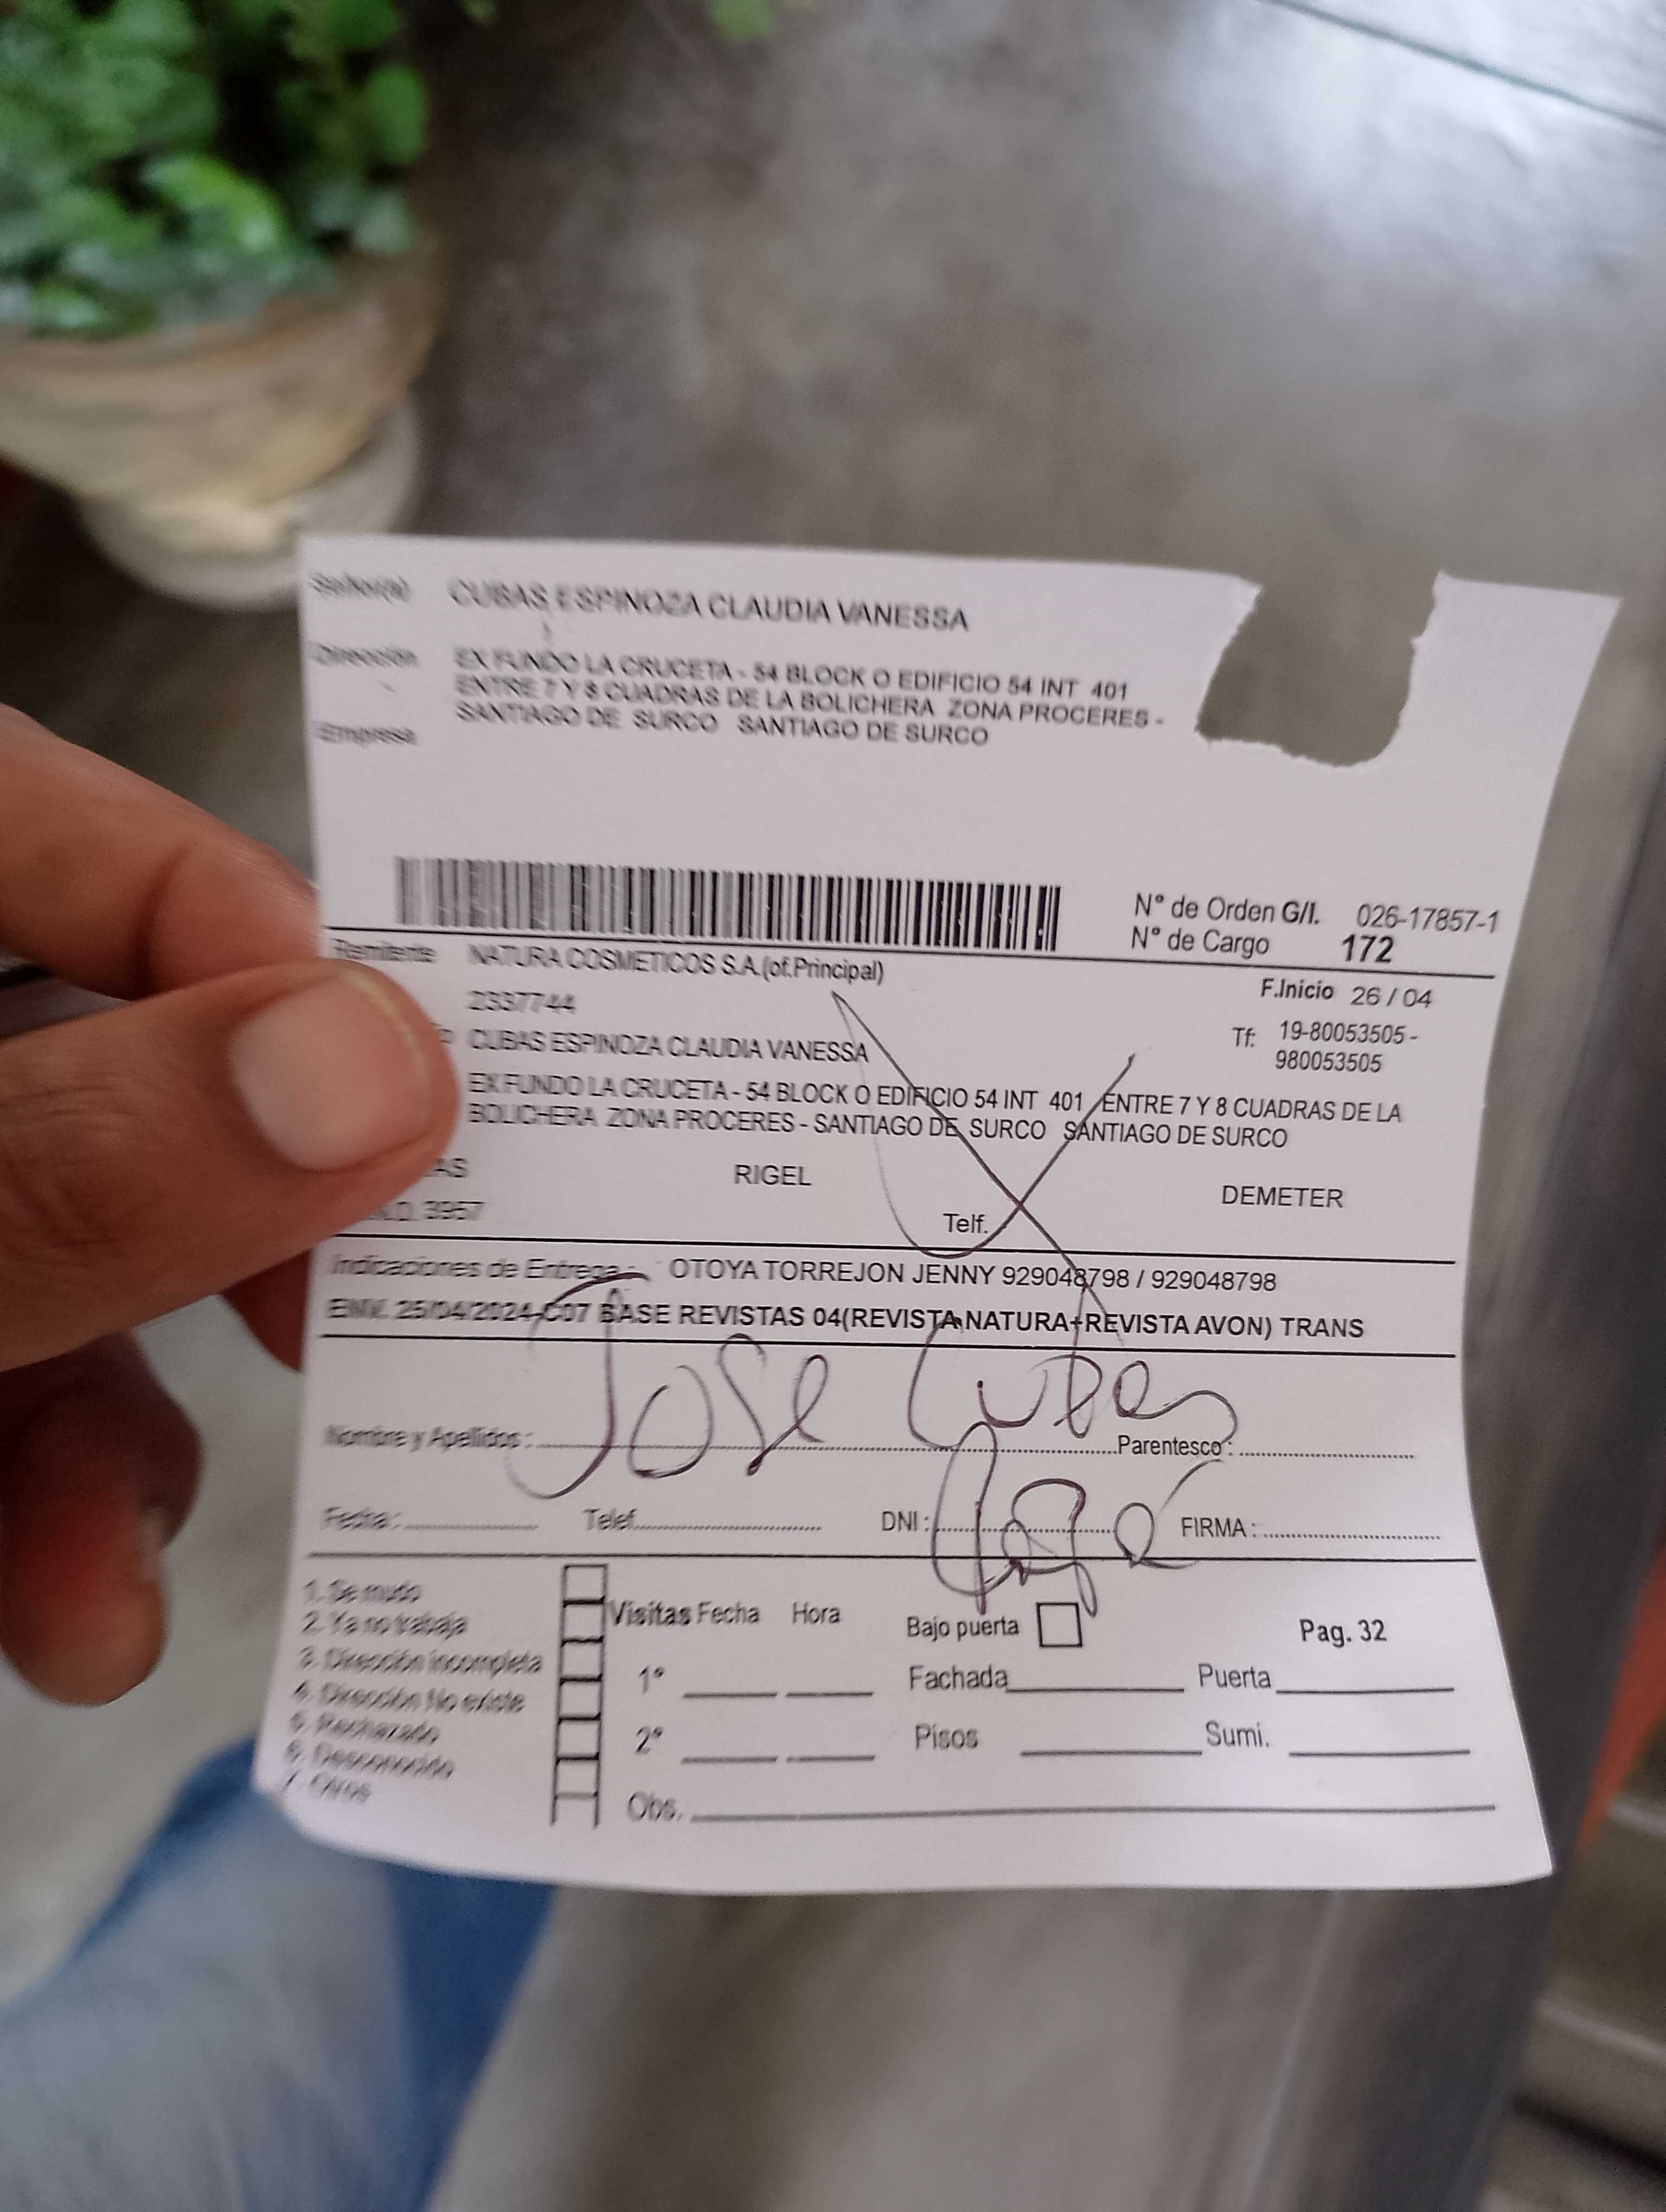 Señor(a) CUBAS ESPINOZA CLAUDIA VANESSA
Dirección EX FUNDO LA CRUCETA - 54 BLOCK O EDIFICIO 54 INT 401
ENTRE 7 Y 8 CUADRAS DE LA BOLICHERA ZONA PROCERES -
SANTIAGO DE SURCO SANTIAGO DE SURCO
Empresa
N° de Orden G/I. 026-17857-1
N° de Cargo 172
Remitente NATURA COSMETICOS S.A.(of.Principal)
F.Inicio 26 / 04
2337744
Tf: 19-80053505 -
980053505
CUBAS ESPINOZA CLAUDIA VANESSA
EX FUNDO LA CRUCETA - 54 BLOCK O EDIFICIO 54 INT 401 ENTRE 7 Y 8 CUADRAS DE LA
BOLICHERA ZONA PROCERES - SANTIAGO DE SURCO SANTIAGO DE SURCO
RIGEL DEMETER
3957 Telf.
Indicaciones de Entrega : OTOYA TORREJON JENNY 929048798 / 929048798
ENV. 25/04/2024-C07 BASE REVISTAS 04(REVISTA NATURA+REVISTA AVON) TRANS
Jose Cubas
Nombre y Apellidos : Parentesco :
Fecha : Telef. DNI : FIRMA :
1. Se mudo
2. Ya no trabaja
3. Dirección incompleta
4. Dirección No existe
5. Rechazado
6. Desconocido
7. Otros
Visitas Fecha Hora
1°
2°
Obs.
Bajo puerta Pag. 32
Fachada Puerta
Pisos Sumi.